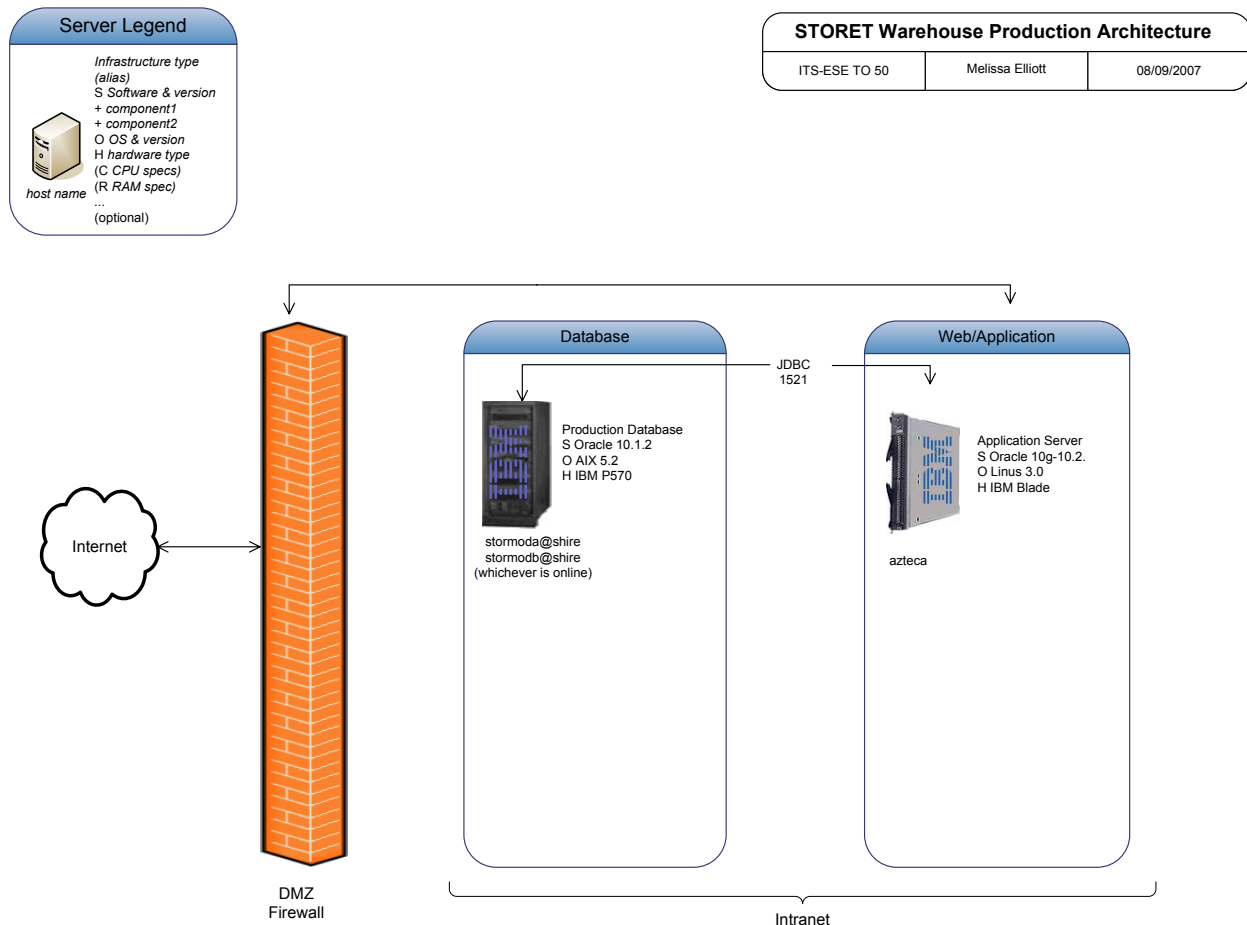 Server Legend
Infrastructure type
(alias)
S Software & version
+ component1
+ component2
O OS & version
H hardware type
(C CPU specs)
(R RAM spec)
...
(optional)
host name
STORET Warehouse Production Architecture
ITS-ESE TO 50
Melissa Elliott
08/09/2007
Internet
DMZ
Firewall
Database
JDBC
1521
Production Database
S Oracle 10.1.2
O AIX 5.2
H IBM P570
IBM
stormoda@shire
stormodb@shire
(whichever is online)
Web/Application
Application Server
S Oracle 10g-10.2.
O Linus 3.0
H IBM Blade
IBM
azteca
Intranet